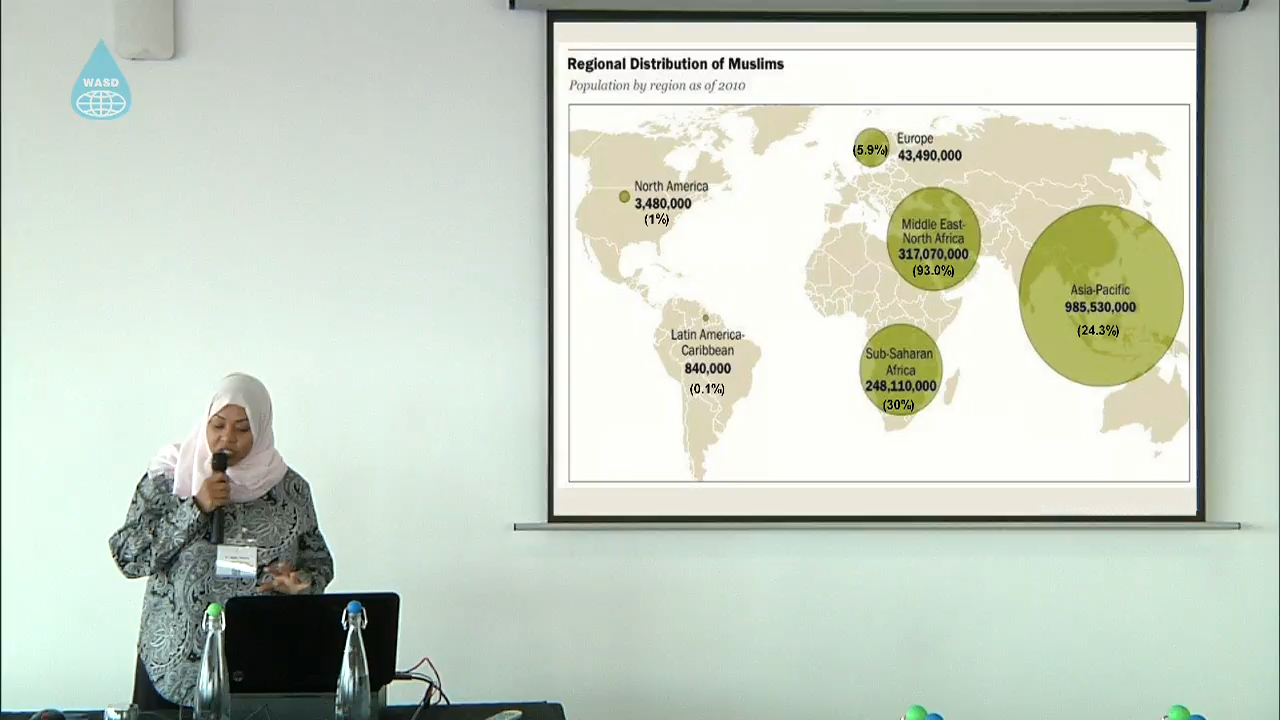 WASD
Regional Distribution of Muslims
Population by region as of 2010
(5.9%)
Europe
43,490,000
North America
3,480,000
(1%)
Middle East-
North Africa
317,070,000
(93.0%)
Asia-Pacific
985,530,000
(24.3%)
Latin America-
Caribbean
840,000
(0.1%)
Sub-Saharan
Africa
248,110,000
(30%)